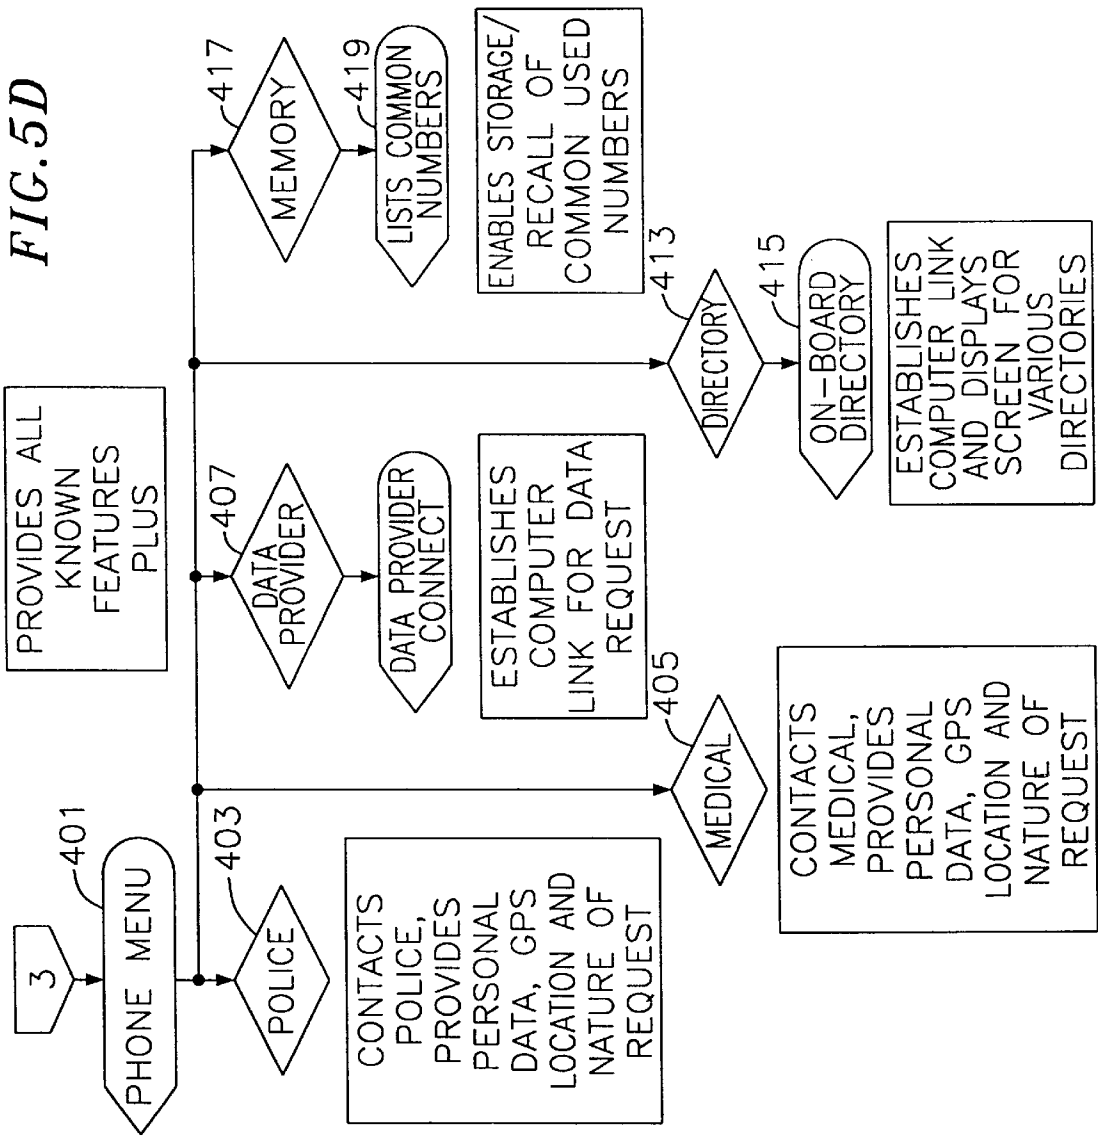 FIG.5D
3
401
PHONE MENU
PROVIDES ALL
KNOWN
FEATURES
PLUS
403
POLICE
CONTACTS
POLICE,
PROVIDES
PERSONAL
DATA, GPS
LOCATION AND
NATURE OF
REQUEST
405
MEDICAL
CONTACTS
MEDICAL,
PROVIDES
PERSONAL
DATA, GPS
LOCATION AND
NATURE OF
REQUEST
407
DATA
PROVIDER
DATA PROVIDER
CONNECT
ESTABLISHES
COMPUTER
LINK FOR DATA
REQUEST
413
DIRECTORY
415
ON-BOARD
DIRECTORY
ESTABLISHES
COMPUTER LINK
AND DISPLAYS
SCREEN FOR
VARIOUS
DIRECTORIES
417
MEMORY
419
LISTS COMMON
NUMBERS
ENABLES STORAGE/
RECALL OF
COMMON USED
NUMBERS